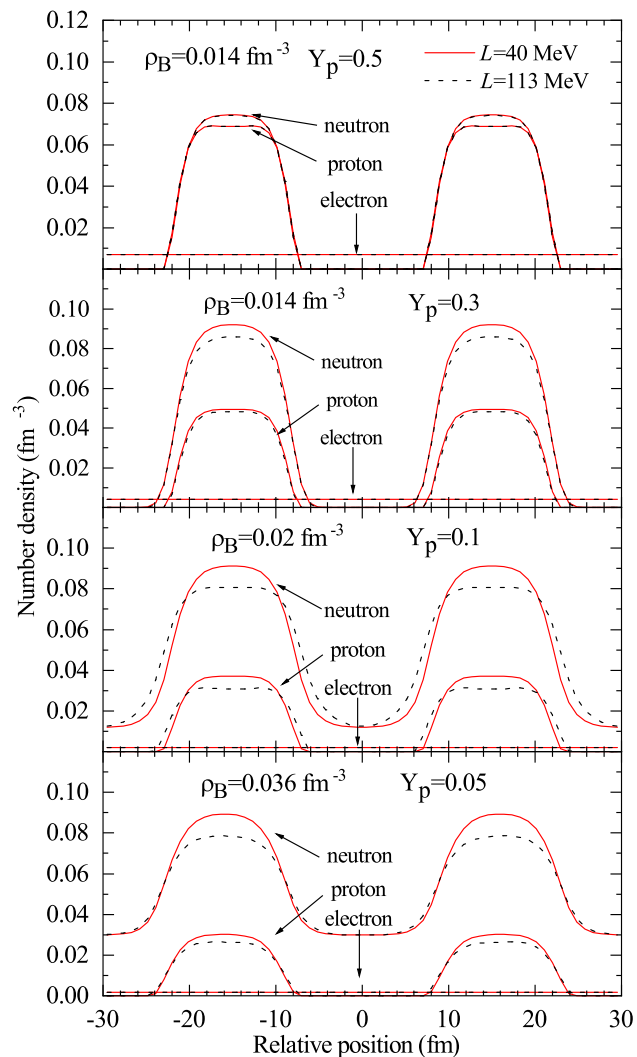 0.12
0.10
0.08
0.06
0.04
0.02
ρB=0.014 fm⁻³ Yp=0.5
L=40 MeV
L=113 MeV
neutron
proton
electron
0.10
0.08
0.06
0.04
0.02
ρB=0.014 fm⁻³ Yp=0.3
neutron
proton
electron
0.10
0.08
0.06
0.04
0.02
ρB=0.02 fm⁻³ Yp=0.1
neutron
proton
electron
0.10
0.08
0.06
0.04
0.02
0.00
ρB=0.036 fm⁻³ Yp=0.05
neutron
proton
electron
-30 -20 -10 0 10 20 30
Relative position (fm)
Number density (fm⁻³)